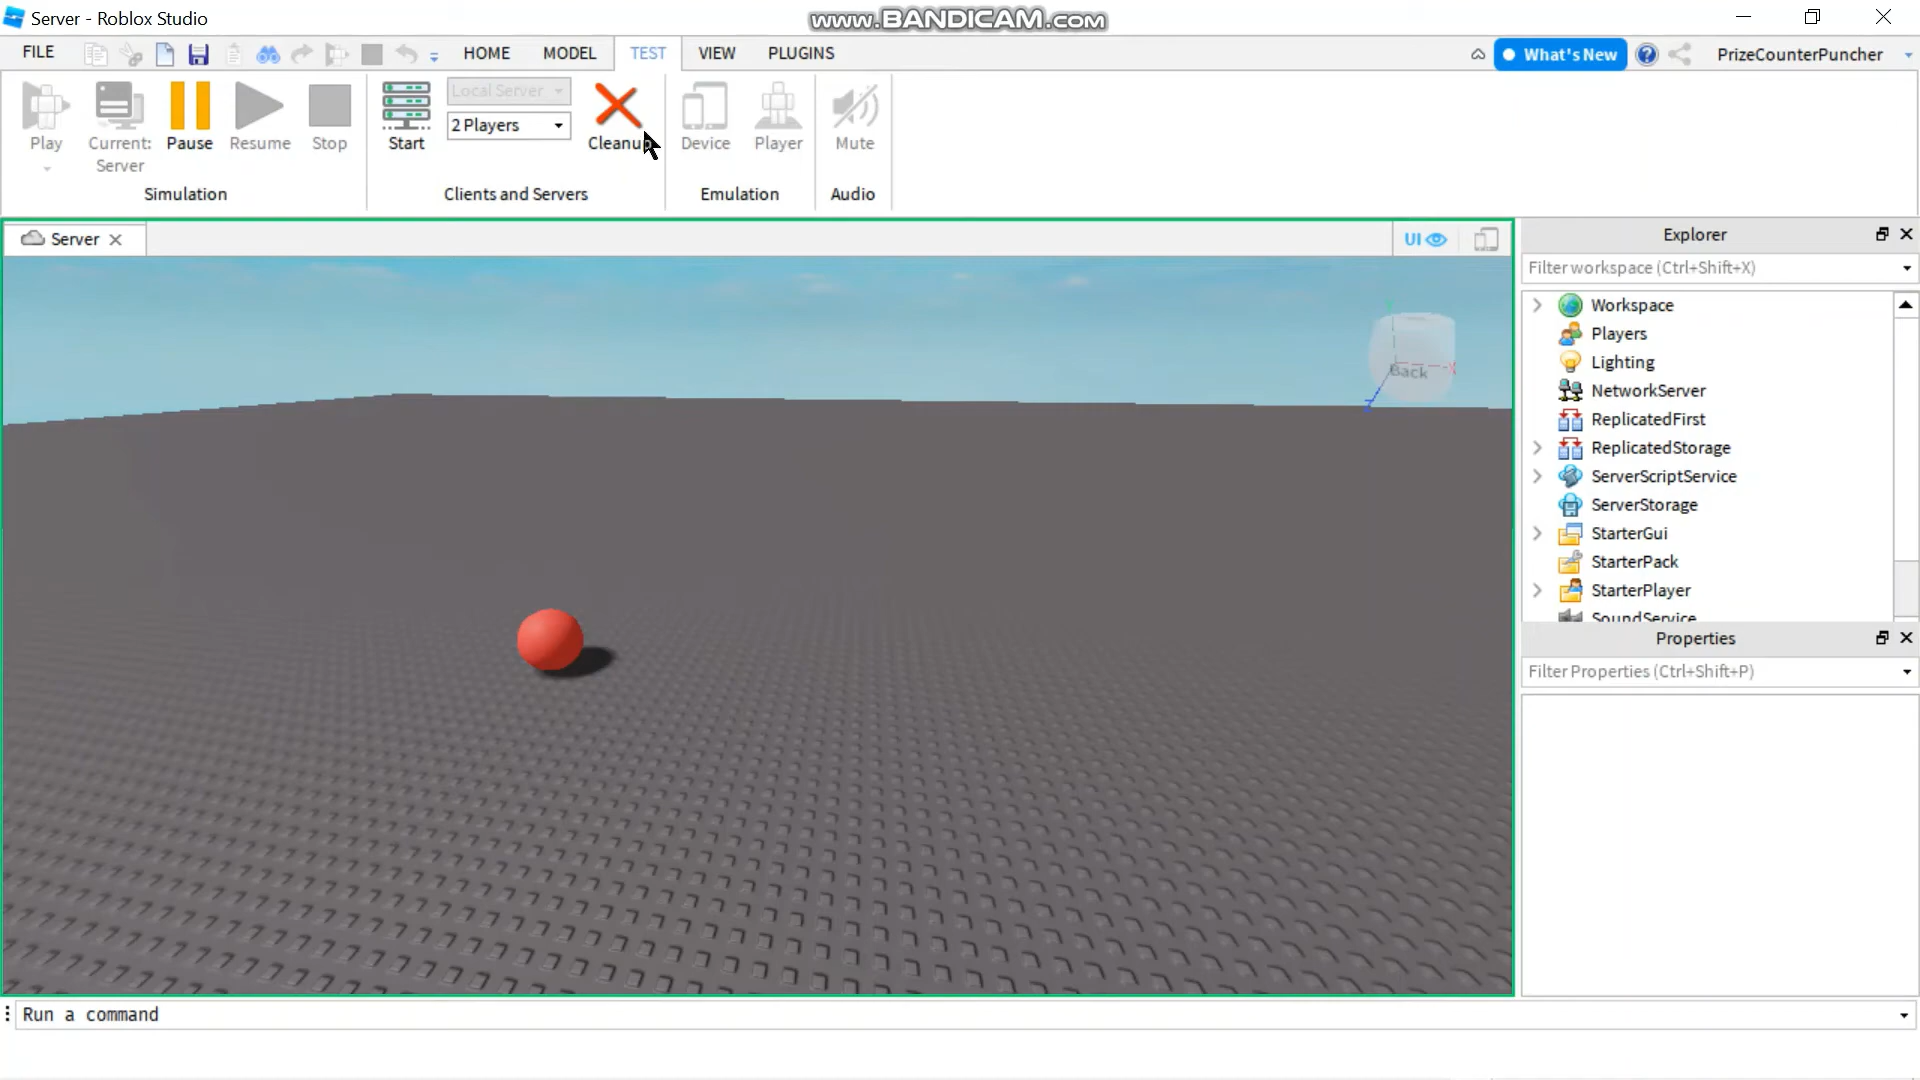 Server - Roblox Studio
www.BANDICAM.com
FILE
HOME
MODEL
TEST
VIEW
PLUGINS
What's New
PrizeCounterPuncher
Play
Current:
Server
Pause
Resume
Stop
Simulation
Start
Local Server
2 Players
Cleanup
Clients and Servers
Device
Player
Emulation
Mute
Audio
Server
UI
Back
Explorer
Filter workspace (Ctrl+Shift+X)
Workspace
Players
Lighting
NetworkServer
ReplicatedFirst
ReplicatedStorage
ServerScriptService
ServerStorage
StarterGui
StarterPack
StarterPlayer
SoundService
Properties
Filter Properties (Ctrl+Shift+P)
Run a command